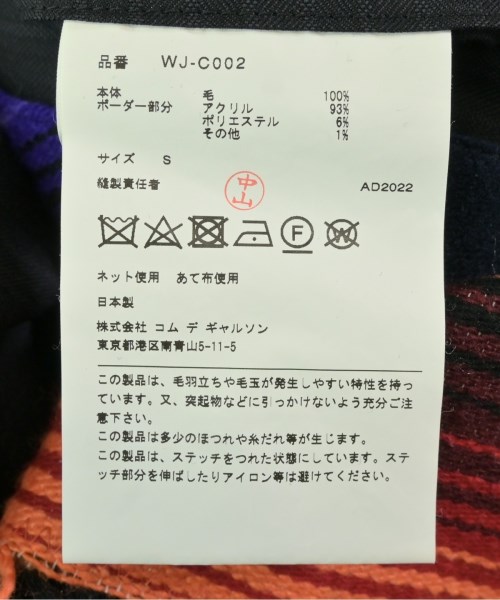 品番 WJ-C002
本体 毛 100%
ボーダー部分 アクリル 93%
ポリエステル 6%
その他 1%
サイズ S
縫製責任者 中山 AD2022
F W
ネット使用 あて布使用
日本製
株式会社 コム デ ギャルソン
東京都港区南青山5-11-5
この製品は、毛羽立ちや毛玉が発生しやすい特性を持っ
ています。又、突起物などに引っかけないよう充分ご注
意下さい。
この製品は多少のほつれや糸だれ等が生じます。
この製品は、ステッチをつれた状態にしています。ステ
ッチ部分を伸ばしたりアイロン等は避けてください。